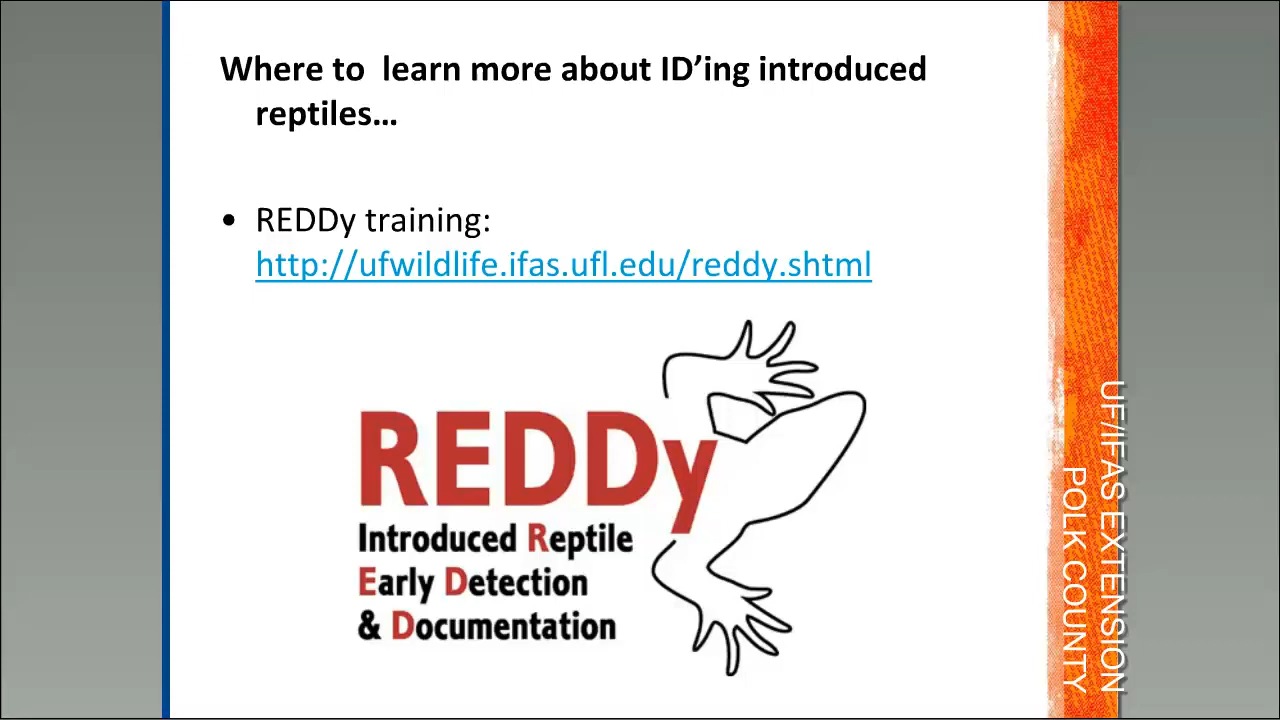 Where to  learn more about ID’ing introduced
reptiles…
• REDDy training:
http://ufwildlife.ifas.ufl.edu/reddy.shtml
REDDy
Introduced Reptile
Early Detection
& Documentation
UF/IFAS EXTENSION
POLK COUNTY